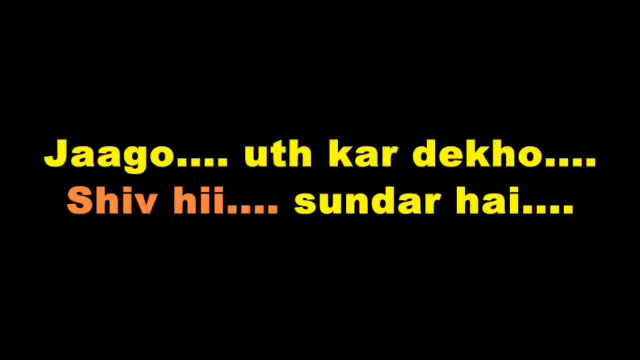 Jaago.... uth kar dekho....
Shiv hii.... sundar hai....